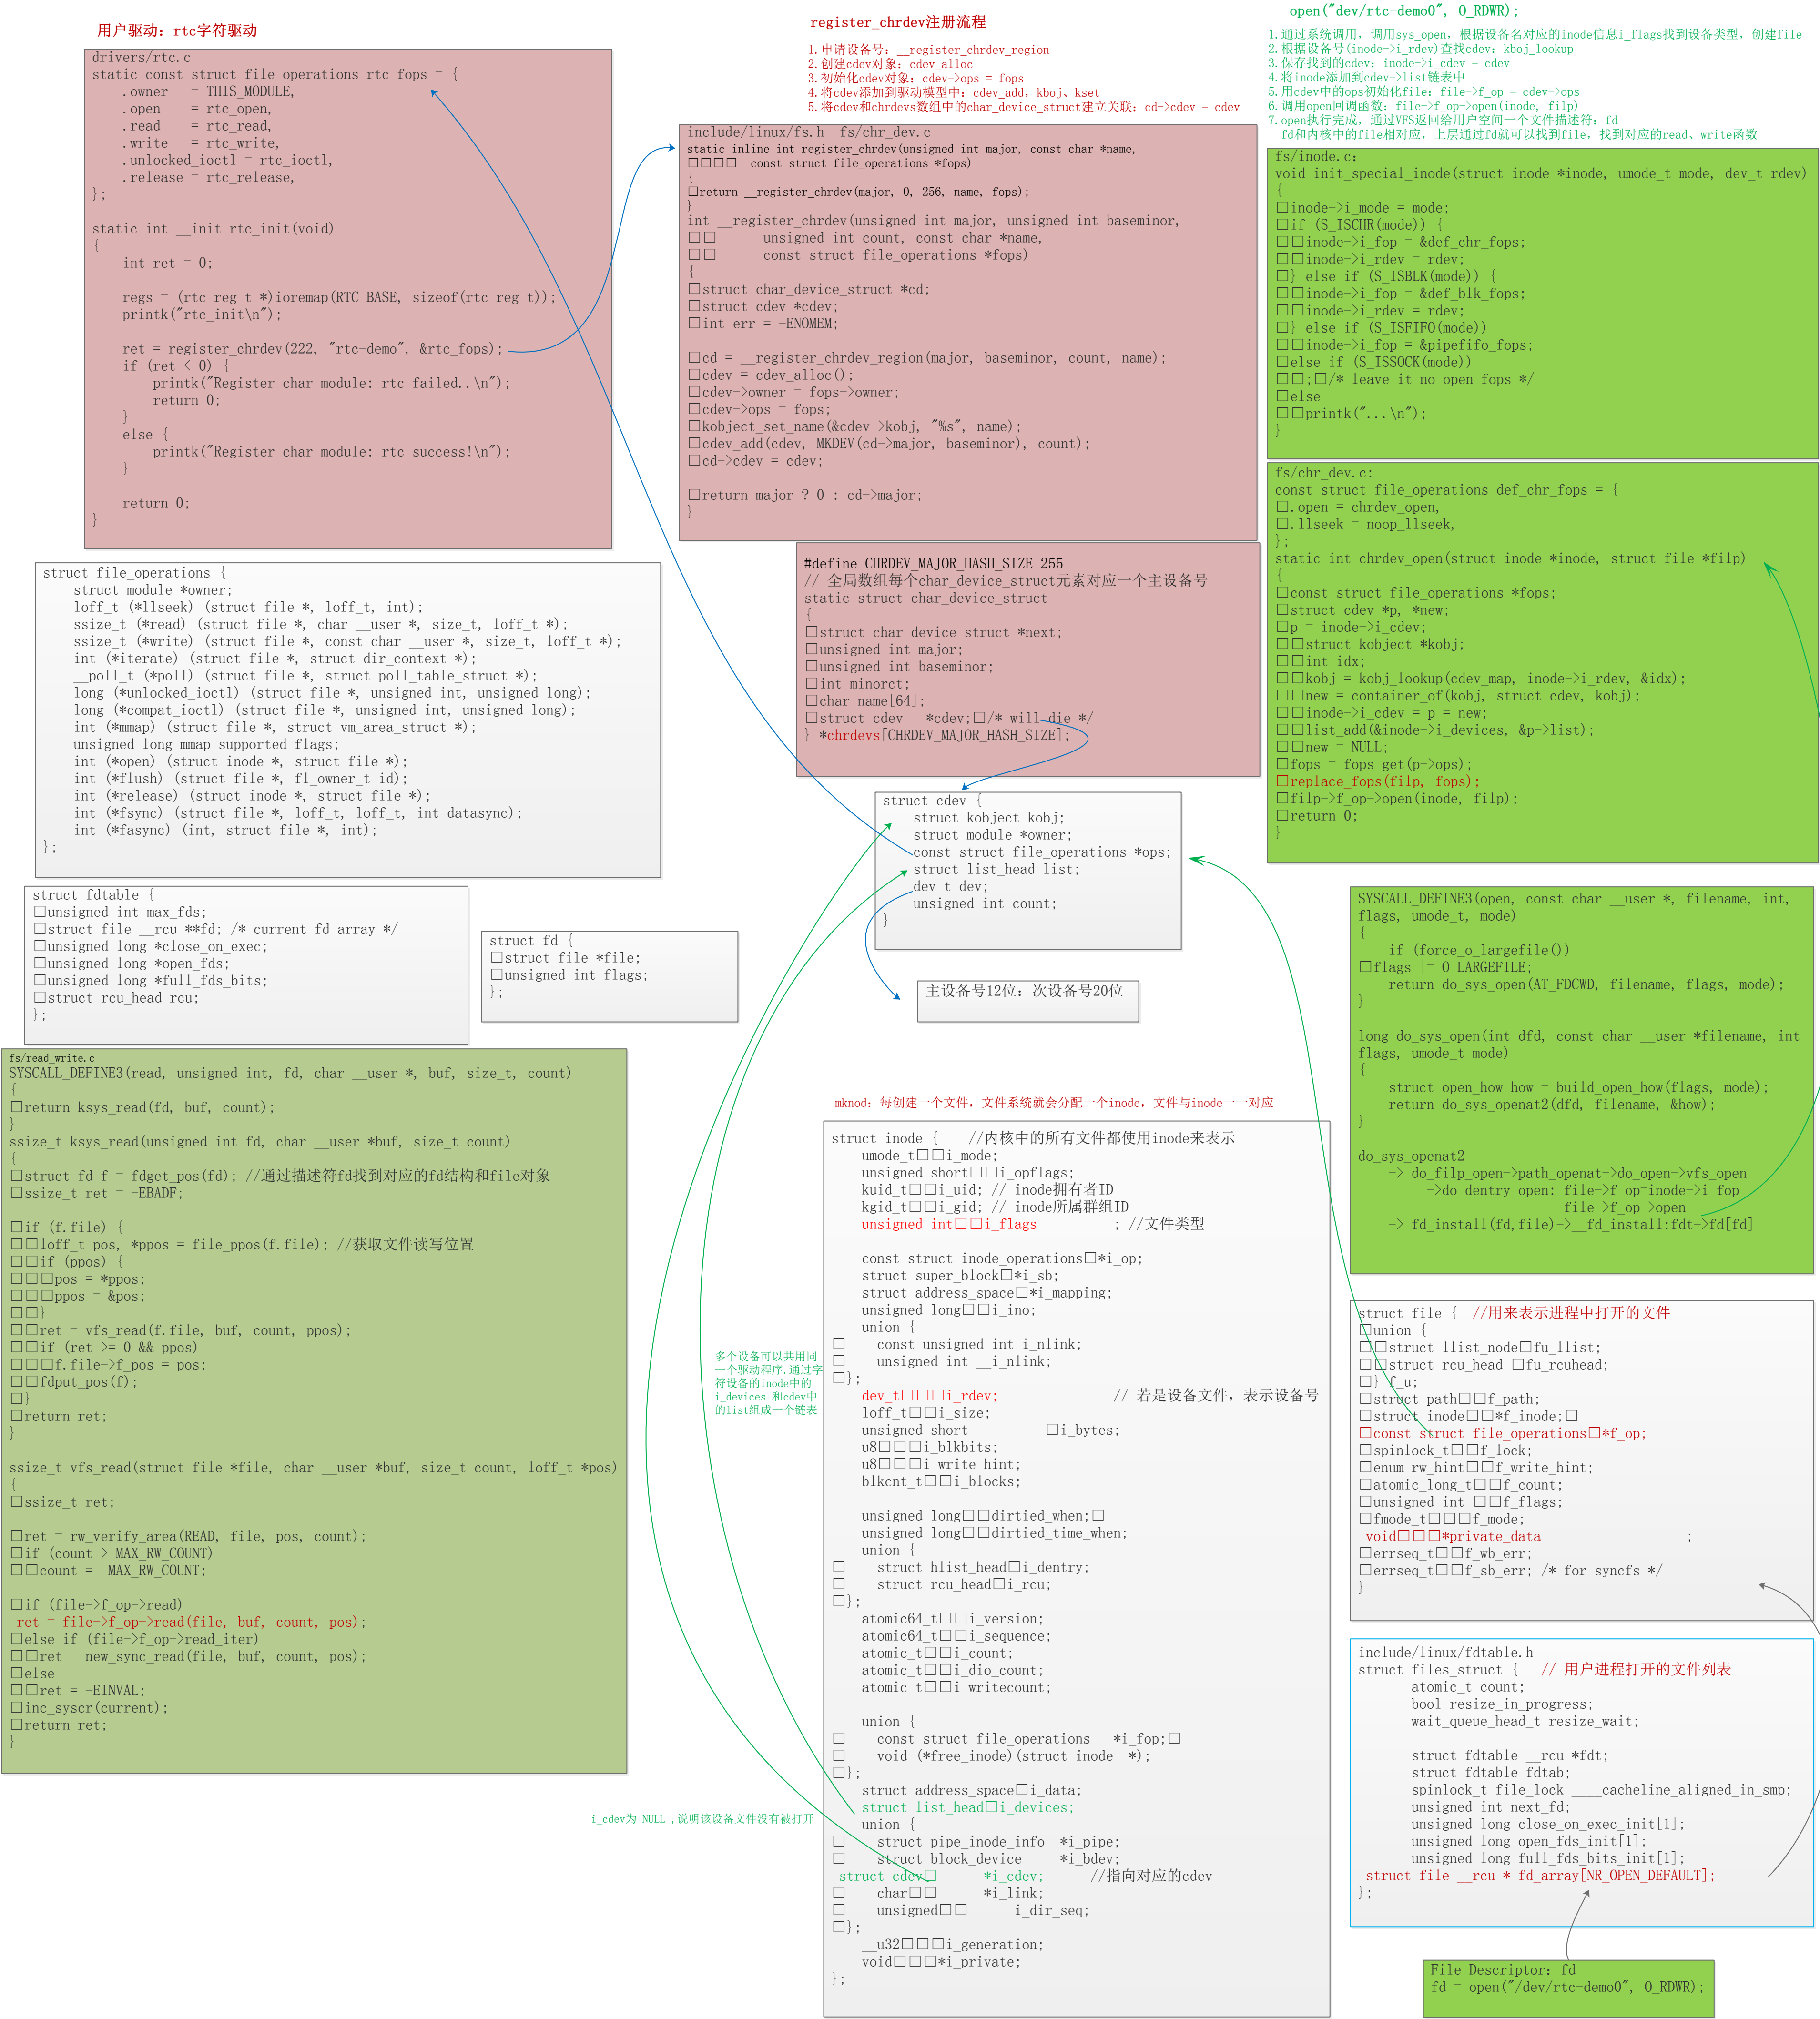 用户驱动：rtc字符驱动
drivers/rtc.c
static const struct file_operations rtc_fops = {
    .owner   = THIS_MODULE,
    .open    = rtc_open,
    .read    = rtc_read,
    .write   = rtc_write,
    .unlocked_ioctl = rtc_ioctl,
    .release = rtc_release,
};

static int __init rtc_init(void)
{
    int ret = 0;

    regs = (rtc_reg_t *)ioremap(RTC_BASE, sizeof(rtc_reg_t));
    printk("rtc_init\n");

    ret = register_chrdev(222, "rtc-demo", &rtc_fops);
    if (ret < 0) {
        printk("Register char module: rtc failed..\n");
        return 0;
    }
    else {
        printk("Register char module: rtc success!\n");
    }

    return 0;
}
register_chrdev注册流程
1.申请设备号：__register_chrdev_region
2.创建cdev对象：cdev_alloc
3.初始化cdev对象：cdev->ops = fops
4.将cdev添加到驱动模型中：cdev_add，kboj、kset
5.将cdev和chrdevs数组中的char_device_struct建立关联：cd->cdev = cdev
include/linux/fs.h  fs/chr_dev.c
static inline int register_chrdev(unsigned int major, const char *name,
□□□□  const struct file_operations *fops)
{
□return __register_chrdev(major, 0, 256, name, fops);
}
int __register_chrdev(unsigned int major, unsigned int baseminor,
□□      unsigned int count, const char *name,
□□      const struct file_operations *fops)
{
□struct char_device_struct *cd;
□struct cdev *cdev;
□int err = -ENOMEM;

□cd = __register_chrdev_region(major, baseminor, count, name);
□cdev = cdev_alloc();
□cdev->owner = fops->owner;
□cdev->ops = fops;
□kobject_set_name(&cdev->kobj, "%s", name);
□cdev_add(cdev, MKDEV(cd->major, baseminor), count);
□cd->cdev = cdev;

□return major ? 0 : cd->major;
}
#define CHRDEV_MAJOR_HASH_SIZE 255
// 全局数组每个char_device_struct元素对应一个主设备号
static struct char_device_struct
{
□struct char_device_struct *next;
□unsigned int major;
□unsigned int baseminor;
□int minorct;
□char name[64];
□struct cdev   *cdev;□/* will die */
} *chrdevs[CHRDEV_MAJOR_HASH_SIZE];
open("dev/rtc-demo0", O_RDWR);
1.通过系统调用，调用sys_open，根据设备名对应的inode信息i_flags找到设备类型，创建file
2.根据设备号(inode->i_rdev)查找cdev：kboj_lookup
3.保存找到的cdev：inode->i_cdev = cdev
4.将inode添加到cdev->list链表中
5.用cdev中的ops初始化file：file->f_op = cdev->ops
6.调用open回调函数：file->f_op->open(inode, filp)
7.open执行完成，通过VFS返回给用户空间一个文件描述符：fd
  fd和内核中的file相对应，上层通过fd就可以找到file，找到对应的read、write函数
fs/inode.c：
void init_special_inode(struct inode *inode, umode_t mode, dev_t rdev)
{
□inode->i_mode = mode;
□if (S_ISCHR(mode)) {
□□inode->i_fop = &def_chr_fops;
□□inode->i_rdev = rdev;
□} else if (S_ISBLK(mode)) {
□□inode->i_fop = &def_blk_fops;
□□inode->i_rdev = rdev;
□} else if (S_ISFIFO(mode))
□□inode->i_fop = &pipefifo_fops;
□else if (S_ISSOCK(mode))
□□;□/* leave it no_open_fops */
□else
□□printk("...\n");
}
fs/chr_dev.c:
const struct file_operations def_chr_fops = {
□.open = chrdev_open,
□.llseek = noop_llseek,
};
static int chrdev_open(struct inode *inode, struct file *filp)
{
□const struct file_operations *fops;
□struct cdev *p, *new;
□p = inode->i_cdev;
□□struct kobject *kobj;
□□int idx;
□□kobj = kobj_lookup(cdev_map, inode->i_rdev, &idx);
□□new = container_of(kobj, struct cdev, kobj);
□□inode->i_cdev = p = new;
□□list_add(&inode->i_devices, &p->list);
□□new = NULL;
□fops = fops_get(p->ops);
□replace_fops(filp, fops);
□filp->f_op->open(inode, filp);
□return 0;
}
struct file_operations {
    struct module *owner;
    loff_t (*llseek) (struct file *, loff_t, int);
    ssize_t (*read) (struct file *, char __user *, size_t, loff_t *);
    ssize_t (*write) (struct file *, const char __user *, size_t, loff_t *);
    int (*iterate) (struct file *, struct dir_context *);
    __poll_t (*poll) (struct file *, struct poll_table_struct *);
    long (*unlocked_ioctl) (struct file *, unsigned int, unsigned long);
    long (*compat_ioctl) (struct file *, unsigned int, unsigned long);
    int (*mmap) (struct file *, struct vm_area_struct *);
    unsigned long mmap_supported_flags;
    int (*open) (struct inode *, struct file *);
    int (*flush) (struct file *, fl_owner_t id);
    int (*release) (struct inode *, struct file *);
    int (*fsync) (struct file *, loff_t, loff_t, int datasync);
    int (*fasync) (int, struct file *, int);
};
struct cdev {
    struct kobject kobj;
    struct module *owner;
    const struct file_operations *ops;
    struct list_head list;
    dev_t dev;
    unsigned int count;
}
主设备号12位：次设备号20位
struct fdtable {
□unsigned int max_fds;
□struct file __rcu **fd; /* current fd array */
□unsigned long *close_on_exec;
□unsigned long *open_fds;
□unsigned long *full_fds_bits;
□struct rcu_head rcu;
};
struct fd {
□struct file *file;
□unsigned int flags;
};
fs/read_write.c
SYSCALL_DEFINE3(read, unsigned int, fd, char __user *, buf, size_t, count)
{
□return ksys_read(fd, buf, count);
}
ssize_t ksys_read(unsigned int fd, char __user *buf, size_t count)
{
□struct fd f = fdget_pos(fd); //通过描述符fd找到对应的fd结构和file对象
□ssize_t ret = -EBADF;

□if (f.file) {
□□loff_t pos, *ppos = file_ppos(f.file); //获取文件读写位置
□□if (ppos) {
□□□pos = *ppos;
□□□ppos = &pos;
□□}
□□ret = vfs_read(f.file, buf, count, ppos);
□□if (ret >= 0 && ppos)
□□□f.file->f_pos = pos;
□□fdput_pos(f);
□}
□return ret;
}

ssize_t vfs_read(struct file *file, char __user *buf, size_t count, loff_t *pos)
{
□ssize_t ret;

□ret = rw_verify_area(READ, file, pos, count);
□if (count > MAX_RW_COUNT)
□□count =  MAX_RW_COUNT;

□if (file->f_op->read)
 ret = file->f_op->read(file, buf, count, pos);
□else if (file->f_op->read_iter)
□□ret = new_sync_read(file, buf, count, pos);
□else
□□ret = -EINVAL;
□inc_syscr(current);
□return ret;
}
多个设备可以共用同
一个驱动程序.通过字
符设备的inode中的
i_devices 和cdev中
的list组成一个链表
i_cdev为 NULL ,说明该设备文件没有被打开
mknod：每创建一个文件，文件系统就会分配一个inode，文件与inode一一对应
struct inode {    //内核中的所有文件都使用inode来表示
    umode_t□□i_mode;
    unsigned short□□i_opflags;
    kuid_t□□i_uid; // inode拥有者ID
    kgid_t□□i_gid; // inode所属群组ID
    unsigned int□□i_flags          ; //文件类型

    const struct inode_operations□*i_op;
    struct super_block□*i_sb;
    struct address_space□*i_mapping;
    unsigned long□□i_ino;
    union {
□    const unsigned int i_nlink;
□    unsigned int __i_nlink;
□};
    dev_t□□□i_rdev;               // 若是设备文件，表示设备号
    loff_t□□i_size;
    unsigned short          □i_bytes;
    u8□□□i_blkbits;
    u8□□□i_write_hint;
    blkcnt_t□□i_blocks;

    unsigned long□□dirtied_when;□
    unsigned long□□dirtied_time_when;
    union {
□    struct hlist_head□i_dentry;
□    struct rcu_head□i_rcu;
□};
    atomic64_t□□i_version;
    atomic64_t□□i_sequence;
    atomic_t□□i_count;
    atomic_t□□i_dio_count;
    atomic_t□□i_writecount;

    union {
□    const struct file_operations   *i_fop;□
□    void (*free_inode)(struct inode  *);
□};
    struct address_space□i_data;
    struct list_head□i_devices;
    union {
□    struct pipe_inode_info  *i_pipe;
□    struct block_device     *i_bdev;
 struct cdev□      *i_cdev;      //指向对应的cdev
□    char□□      *i_link;
□    unsigned□□      i_dir_seq;
□};
    __u32□□□i_generation;
    void□□□*i_private;
};
SYSCALL_DEFINE3(open, const char __user *, filename, int,
flags, umode_t, mode)
{
    if (force_o_largefile())
□flags |= O_LARGEFILE;
    return do_sys_open(AT_FDCWD, filename, flags, mode);
}

long do_sys_open(int dfd, const char __user *filename, int
flags, umode_t mode)
{
    struct open_how how = build_open_how(flags, mode);
    return do_sys_openat2(dfd, filename, &how);
}

do_sys_openat2
    -> do_filp_open->path_openat->do_open->vfs_open
         ->do_dentry_open: file->f_op=inode->i_fop
                           file->f_op->open
    -> fd_install(fd,file)->__fd_install:fdt->fd[fd]
struct file {  //用来表示进程中打开的文件
□union {
□□struct llist_node□fu_llist;
□□struct rcu_head □fu_rcuhead;
□} f_u;
□struct path□□f_path;
□struct inode□□*f_inode;□
□const struct file_operations□*f_op;
□spinlock_t□□f_lock;
□enum rw_hint□□f_write_hint;
□atomic_long_t□□f_count;
□unsigned int □□f_flags;
□fmode_t□□□f_mode;
 void□□□*private_data                   ;
□errseq_t□□f_wb_err;
□errseq_t□□f_sb_err; /* for syncfs */
}
include/linux/fdtable.h
struct files_struct {   // 用户进程打开的文件列表
       atomic_t count;
       bool resize_in_progress;
       wait_queue_head_t resize_wait;

       struct fdtable __rcu *fdt;
       struct fdtable fdtab;
       spinlock_t file_lock ____cacheline_aligned_in_smp;
       unsigned int next_fd;
       unsigned long close_on_exec_init[1];
       unsigned long open_fds_init[1];
       unsigned long full_fds_bits_init[1];
 struct file __rcu * fd_array[NR_OPEN_DEFAULT];
};
File Descriptor：fd
fd = open("/dev/rtc-demo0", O_RDWR);